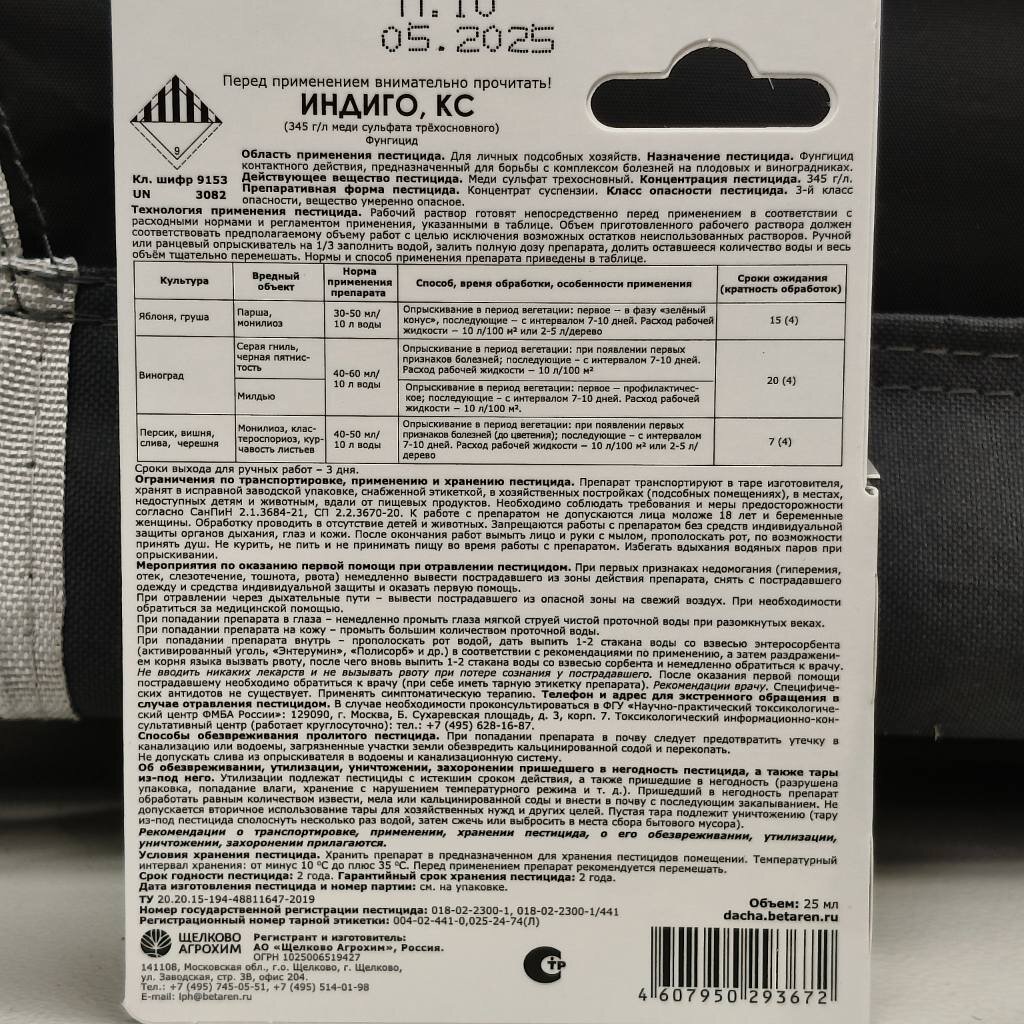 П.10
05.2025
Перед применением внимательно прочитать!
ИНДИГО, КС
(345 г/л меди сульфата трёхосновного)
Фунгицид
9
Кл. шифр 9153
UN 3082
Область применения пестицида. Для личных подсобных хозяйств. Назначение пестицида. Фунгицид
контактного действия, предназначенный для борьбы с комплексом болезней на плодовых и виноградниках.
Действующее вещество пестицида. Меди сульфат трехосновный. Концентрация пестицида. 345 г/л.
Препаративная форма пестицида. Концентрат суспензии. Класс опасности пестицида. 3-й класс
опасности, вещество умеренно опасное.
Технология применения пестицида. Рабочий раствор готовят непосредственно перед применением в соответствии с
расходными нормами и регламентом применения, указанными в таблице. Объем приготовленного рабочего раствора должен
соответствовать предполагаемому объему работ с целью исключения возможных остатков неиспользованных растворов. Ручной
или ранцевый опрыскиватель на 1/3 заполнить водой, залить полную дозу препарата, долить оставшееся количество воды и весь
объём тщательно перемешать. Нормы и способ применения препарата приведены в таблице.
Культура
Вредный
объект
Норма
применения
препарата
Способ, время обработки, особенности применения
Сроки ожидания
(кратность обработок)
Яблоня, груша
Парша,
монилиоз
30-50 мл/
10 л воды
Опрыскивание в период вегетации: первое – в фазу «зелёный
конус», последующие – с интервалом 7-10 дней. Расход рабочей
жидкости – 10 л/100 м² или 2-5 л/дерево
15 (4)
Виноград
Серая гниль,
черная пятнис-
тость
40-60 мл/
10 л воды
Опрыскивание в период вегетации: при появлении первых
признаков болезней; последующие – с интервалом 7-10 дней.
Расход рабочей жидкости – 10 л/100 м²
20 (4)
Милдью
Опрыскивание в период вегетации: первое – профилактичес-
кое; последующие – с интервалом 7-10 дней. Расход рабочей
жидкости – 10 л/100 м².
Персик, вишня,
слива, черешня
Монилиоз, клас-
тероспориоз, кур-
чавость листьев
40-50 мл/
10 л воды
Опрыскивание в период вегетации: при появлении первых
признаков болезней (до цветения); последующие – с интервалом
7-10 дней. Расход рабочей жидкости – 10 л/100 м² или 2-5 л/
дерево
7 (4)
Сроки выхода для ручных работ – 3 дня.
Ограничения по транспортировке, применению и хранению пестицида. Препарат транспортируют в таре изготовителя,
хранят в исправной заводской упаковке, снабженной этикеткой, в хозяйственных постройках (подсобных помещениях), в местах,
недоступных детям и животным, вдали от пищевых продуктов. Необходимо соблюдать требования и меры предосторожности
согласно СанПиН 2.1.3684-21, СП 2.2.3670-20. К работе с препаратом не допускаются лица моложе 18 лет и беременные
женщины. Обработку проводить в отсутствие детей и животных. Запрещаются работы с препаратом без средств индивидуальной
защиты органов дыхания, глаз и кожи. После окончания работ вымыть лицо и руки с мылом, прополоскать рот, по возможности
принять душ. Не курить, не пить и не принимать пищу во время работы с препаратом. Избегать вдыхания водяных паров при
опрыскивании.
Мероприятия по оказанию первой помощи при отравлении пестицидом. При первых признаках недомогания (гиперемия,
отек, слезотечение, тошнота, рвота) немедленно вывести пострадавшего из зоны действия препарата, снять с пострадавшего
одежду и средства индивидуальной защиты и оказать первую помощь.
При отравлении через дыхательные пути – вывести пострадавшего из опасной зоны на свежий воздух. При необходимости
обратиться за медицинской помощью.
При попадании препарата в глаза – немедленно промыть глаза мягкой струей чистой проточной воды при разомкнутых веках.
При попадании препарата на кожу – промыть большим количеством проточной воды.
При попадании препарата внутрь – прополоскать рот водой, дать выпить 1-2 стакана воды со взвесью энтеросорбента
(активированный уголь, «Энтерумин», «Полисорб» и др.) в соответствии с рекомендациями по применению, а затем раздражени-
ем корня языка вызвать рвоту, после чего вновь выпить 1-2 стакана воды со взвесью сорбента и немедленно обратиться к врачу.
Не вводить никаких лекарств и не вызывать рвоту при потере сознания у пострадавшего. После оказания первой помощи
пострадавшему необходимо обратиться к врачу (при себе иметь тарную этикетку препарата). Рекомендации врачу. Специфиче-
ских антидотов не существует. Применять симптоматическую терапию. Телефон и адрес для экстренного обращения в
случае отравления пестицидом. В случае необходимости проконсультироваться в ФГУ «Научно-практический токсикологиче-
ский центр ФМБА России»: 129090, г. Москва, Б. Сухаревская площадь, д. 3, корп. 7. Токсикологический информационно-кон-
сультативный центр (работает круглосуточно): тел.: +7 (495) 628-16-87.
Способы обезвреживания пролитого пестицида. При попадании препарата в почву следует предотвратить утечку в
канализацию или водоемы, загрязненные участки земли обезвредить кальцинированной содой и перекопать.
Не допускать слива из опрыскивателя в водоемы и канализационную систему.
Об обезвреживании, утилизации, уничтожении, захоронении пришедшего в негодность пестицида, а также тары
из-под него. Утилизации подлежат пестициды с истекшим сроком действия, а также пришедшие в негодность (разрушена
упаковка, попадание влаги, хранение с нарушением температурного режима и т. д.). Пришедший в негодность препарат
обработать равным количеством извести, мела или кальцинированной соды и внести в почву с последующим закапыванием. Не
допускается вторичное использование тары для хозяйственных нужд и других целей. Пустая тара подлежит уничтожению (тару
из-под пестицида сполоснуть несколько раз водой, затем сжечь или выбросить в места сбора бытового мусора).
Рекомендации о транспортировке, применении, хранении пестицида, о его обезвреживании, утилизации,
уничтожении, захоронении прилагаются.
Условия хранения пестицида. Хранить препарат в предназначенном для хранения пестицидов помещении. Температурный
интервал хранения: от минус 10 ºС до плюс 35 ºС. Перед применением препарат рекомендуется перемешать.
Срок годности пестицида: 2 года. Гарантийный срок хранения пестицида: 2 года.
Дата изготовления пестицида и номер партии: см. на упаковке.
ТУ 20.20.15-194-48811647-2019
Номер государственной регистрации пестицида: 018-02-2300-1, 018-02-2300-1/441
Регистрационный номер тарной этикетки: 004-02-441-0,025-24-74(Л)
Объем: 25 мл
dacha.betaren.ru
ЩЕЛКОВО
АГРОХИМ
Регистрант и изготовитель:
АО «Щелково Агрохим», Россия.
ОГРН 1025006519427
141108, Московская обл., г.о. Щелково, г. Щелково,
ул. Заводская, стр. 3В, офис 204.
Тел.: +7 (495) 745-05-51, +7 (495) 514-01-98
E-mail: lph@betaren.ru
СТР
4 607950 293672